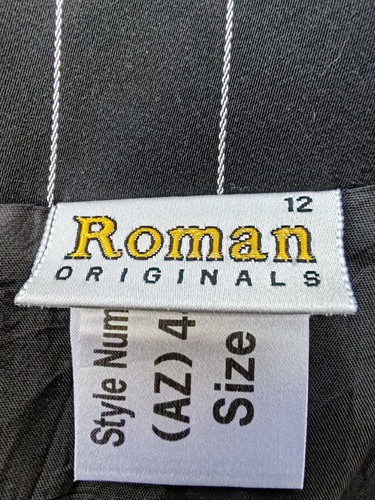 12
Roman
ORIGINALS
Style Num
(AZ) 4
Size